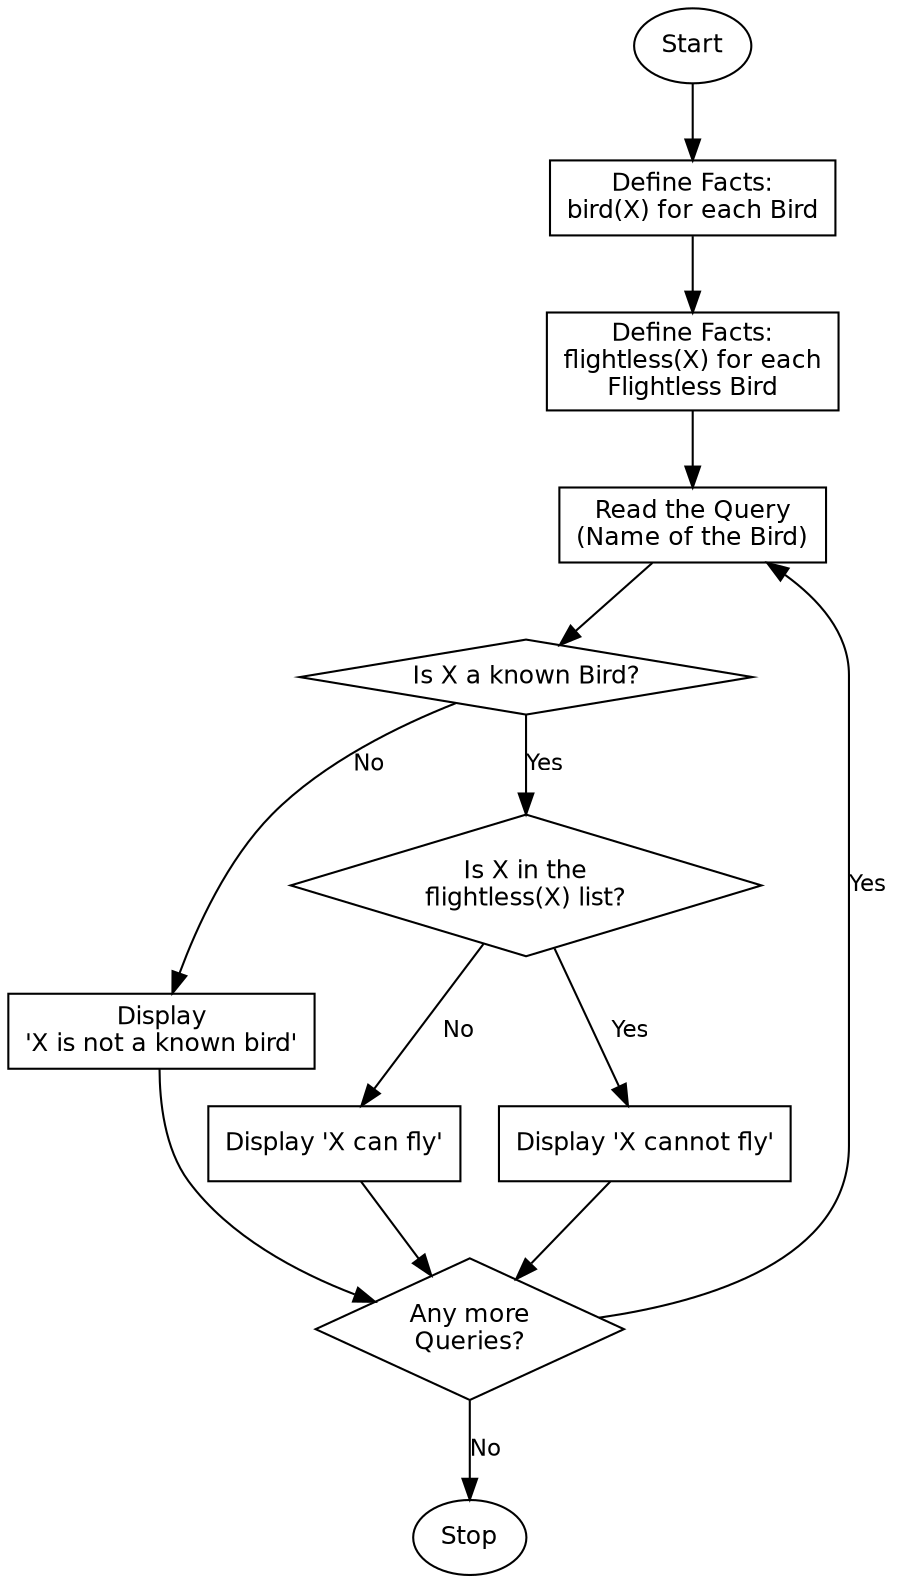 Start
Define Facts:
bird(X) for each Bird
Define Facts:
flightless(X) for each
Flightless Bird
Read the Query
(Name of the Bird)
Is X a known Bird?
No
Yes
Is X in the
flightless(X) list?
Yes
Display
'X is not a known bird'
No
Yes
Display 'X can fly'
Display 'X cannot fly'
Any more
Queries?
No
Stop